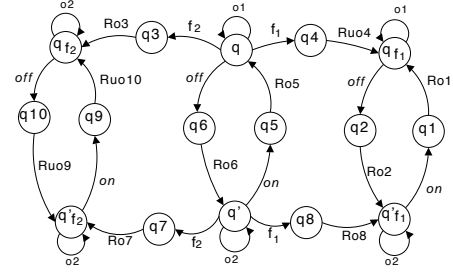 o2 o1 o1
Ro3 q3 f2 q f1 q4 Ruo4
q f2 q f1
off Ruo10 off Ro5 off Ro1
q10 q9 q6 q5 q2 q1
Ruo9 on Ro6 on Ro2 on
q'f2 Ro7 q7 f2 q' f1 q8 Ro8 q'f1
o2 o2 o2